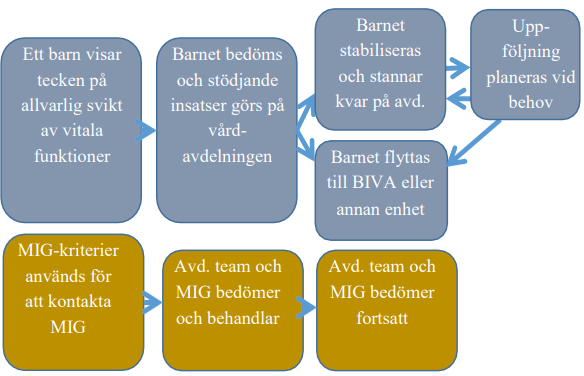 Ett barn visar
tecken på
allvarlig svikt
av vitala
funktioner
Barnet bedöms
och stödjande
insatser görs på
vård-
avdelningen
Barnet
stabiliseras
och stannar
kvar på avd.
Upp-
följning
planeras vid
behov
Barnet flyttas
till BIVA eller
annan enhet
MIG-kriterier
används för
att kontakta
MIG
Avd. team och
MIG bedömer
och behandlar
Avd. team och
MIG bedömer
fortsatt